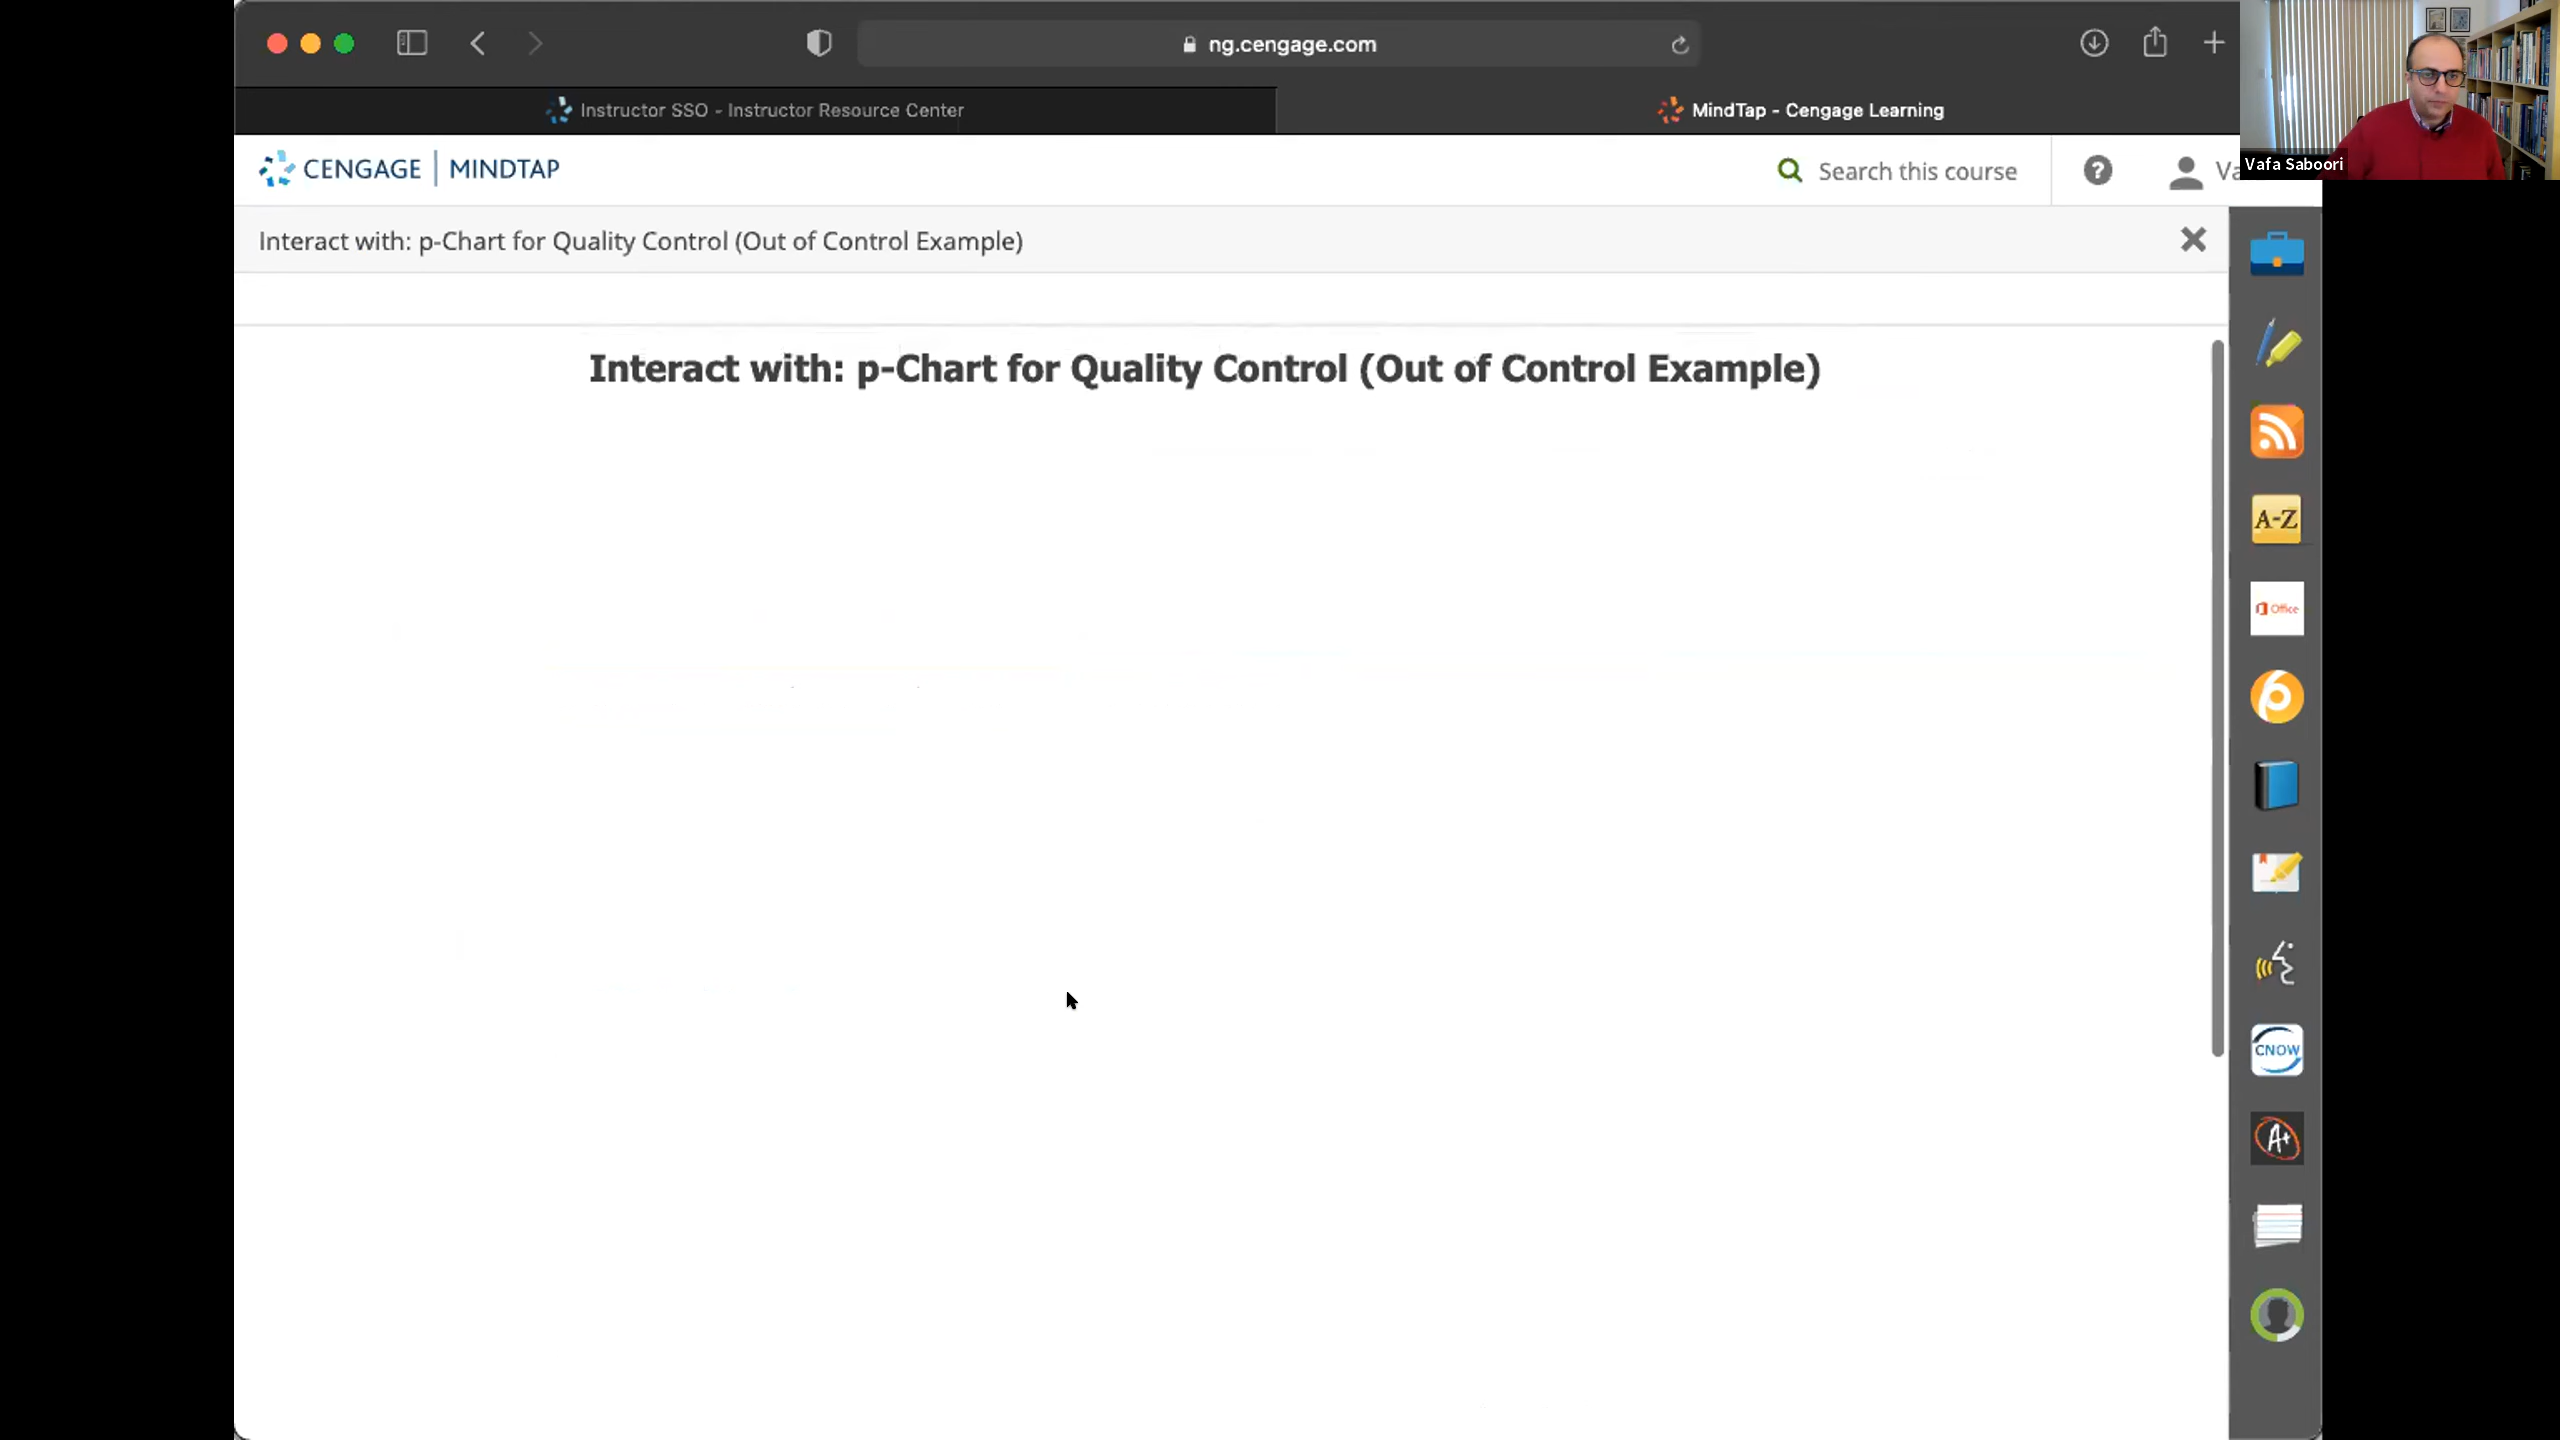 ng.cengage.com
Instructor SSO - Instructor Resource Center
MindTap - Cengage Learning
CENGAGE | MINDTAP
Search this course
?
Va
Vafa Saboori
Interact with: p-Chart for Quality Control (Out of Control Example)
Interact with: p-Chart for Quality Control (Out of Control Example)
A-Z
Office
CNOW
A+